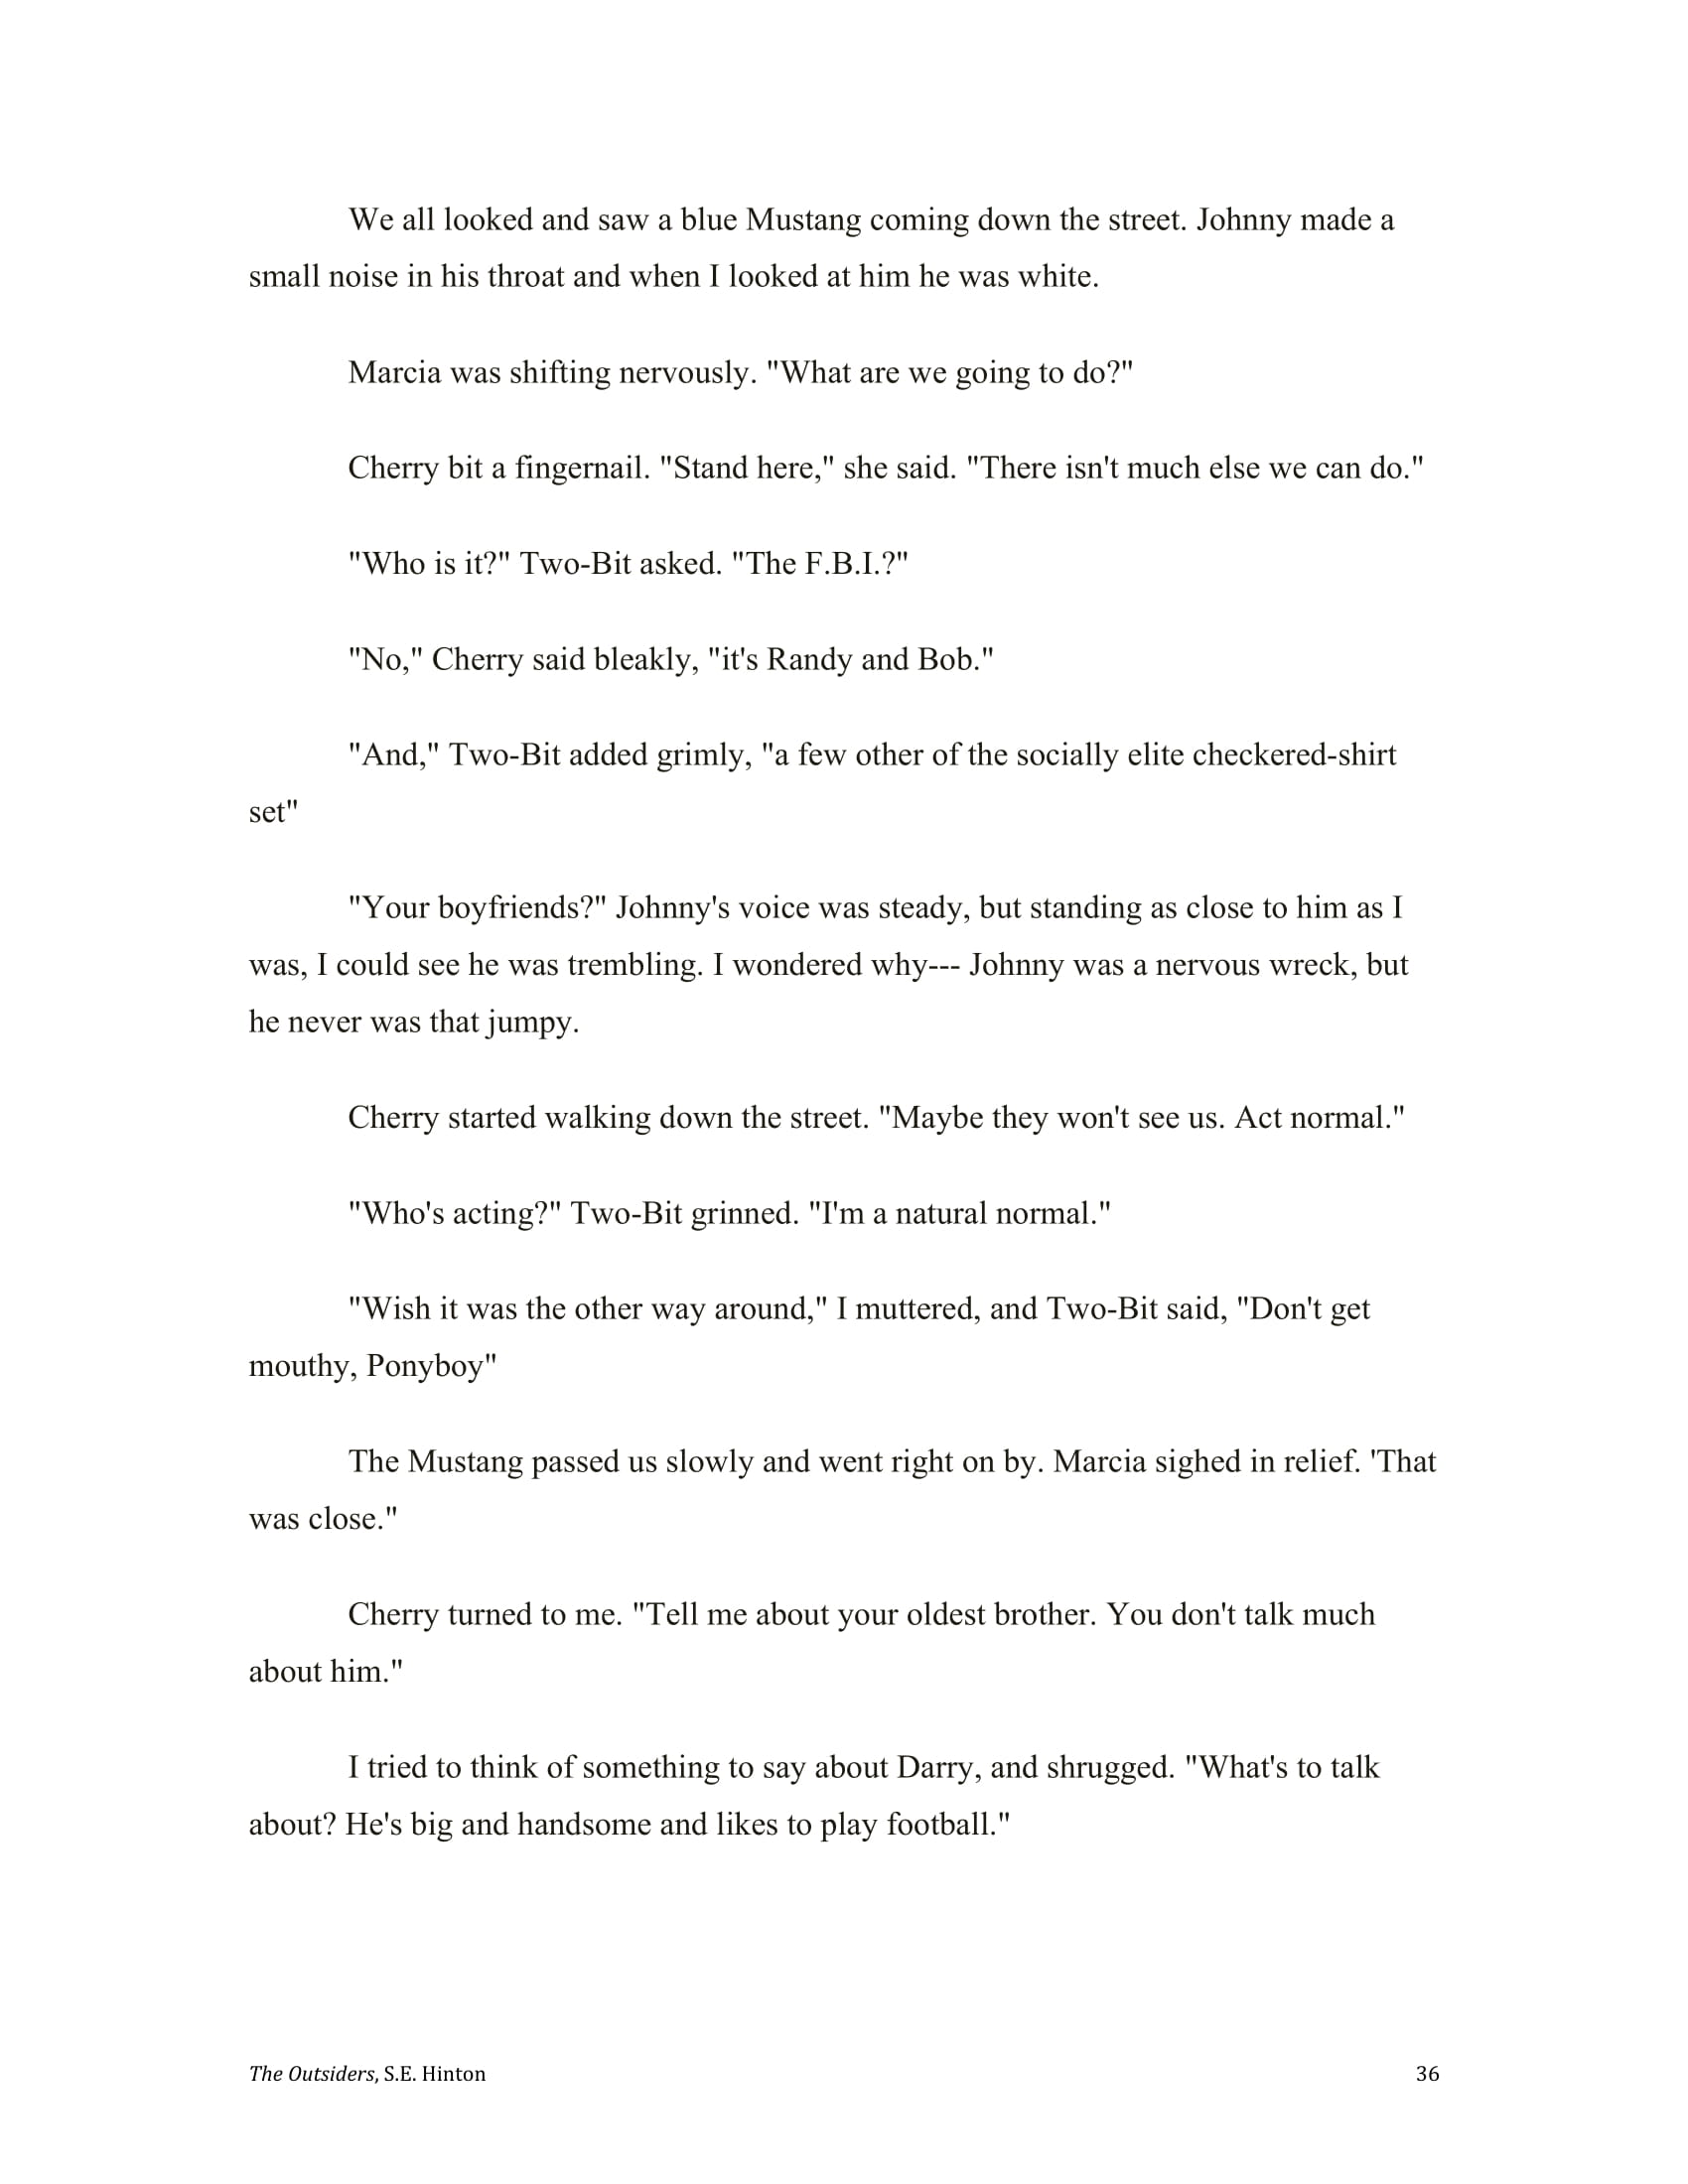 We all looked and saw a blue Mustang coming down the street. Johnny made a
small noise in his throat and when I looked at him he was white.
Marcia was shifting nervously. "What are we going to do?"
Cherry bit a fingernail. "Stand here," she said. "There isn't much else we can do."
"Who is it?" Two-Bit asked. "The F.B.I.?"
"No," Cherry said bleakly, "it's Randy and Bob."
"And," Two-Bit added grimly, "a few other of the socially elite checkered-shirt
set"
"Your boyfriends?" Johnny's voice was steady, but standing as close to him as I
was, I could see he was trembling. I wondered why--- Johnny was a nervous wreck, but
he never was that jumpy.
Cherry started walking down the street. "Maybe they won't see us. Act normal."
"Who's acting?" Two-Bit grinned. "I'm a natural normal."
"Wish it was the other way around," I muttered, and Two-Bit said, "Don't get
mouthy, Ponyboy"
The Mustang passed us slowly and went right on by. Marcia sighed in relief. 'That
was close."
Cherry turned to me. "Tell me about your oldest brother. You don't talk much
about him."
I tried to think of something to say about Darry, and shrugged. "What's to talk
about? He's big and handsome and likes to play football."
The Outsiders, S.E. Hinton 36